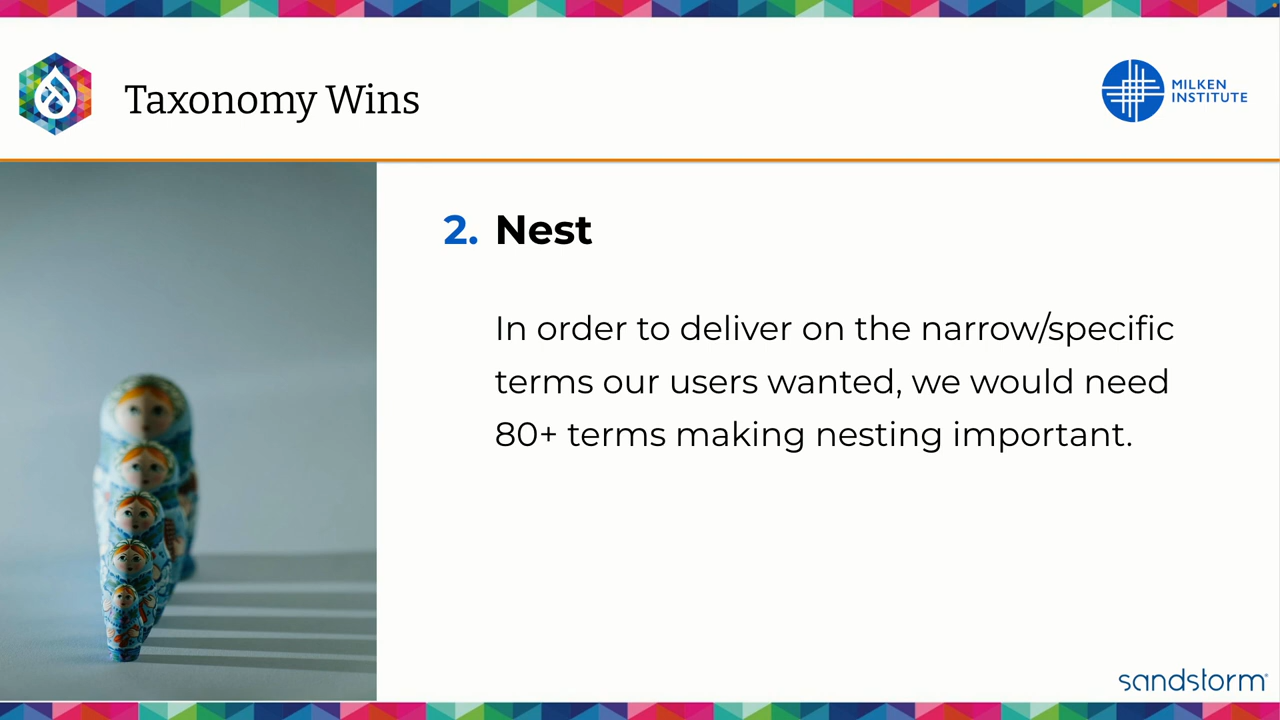 Taxonomy Wins
MILKEN
INSTITUTE
2. Nest
In order to deliver on the narrow/specific
terms our users wanted, we would need
80+ terms making nesting important.
sandstorm